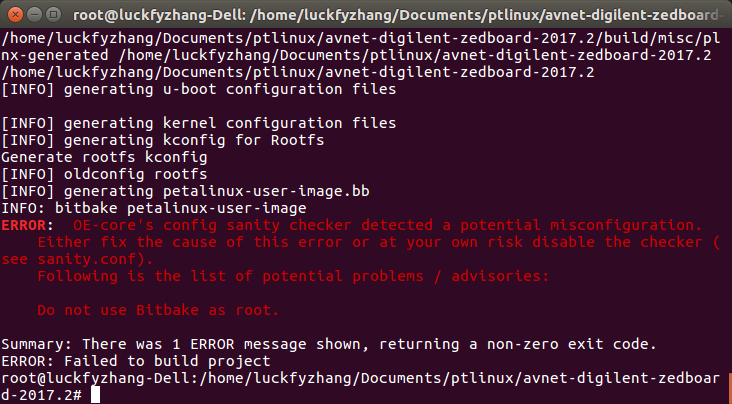 root@luckfyzhang-Dell: /home/luckfyzhang/Documents/ptlinux/avnet-digilent-zedboard-
/home/luckfyzhang/Documents/ptlinux/avnet-digilent-zedboard-2017.2/build/misc/pl
nx-generated /home/luckfyzhang/Documents/ptlinux/avnet-digilent-zedboard-2017.2
/home/luckfyzhang/Documents/ptlinux/avnet-digilent-zedboard-2017.2
[INFO] generating u-boot configuration files
[INFO] generating kernel configuration files
[INFO] generating kconfig for Rootfs
Generate rootfs kconfig
[INFO] oldconfig rootfs
[INFO] generating petalinux-user-image.bb
INFO: bitbake petalinux-user-image
ERROR:  OE-core's config sanity checker detected a potential misconfiguration.
    Either fix the cause of this error or at your own risk disable the checker (
see sanity.conf).
    Following is the list of potential problems / advisories:
    Do not use Bitbake as root.
Summary: There was 1 ERROR message shown, returning a non-zero exit code.
ERROR: Failed to build project
root@luckfyzhang-Dell:/home/luckfyzhang/Documents/ptlinux/avnet-digilent-zedboar
d-2017.2#